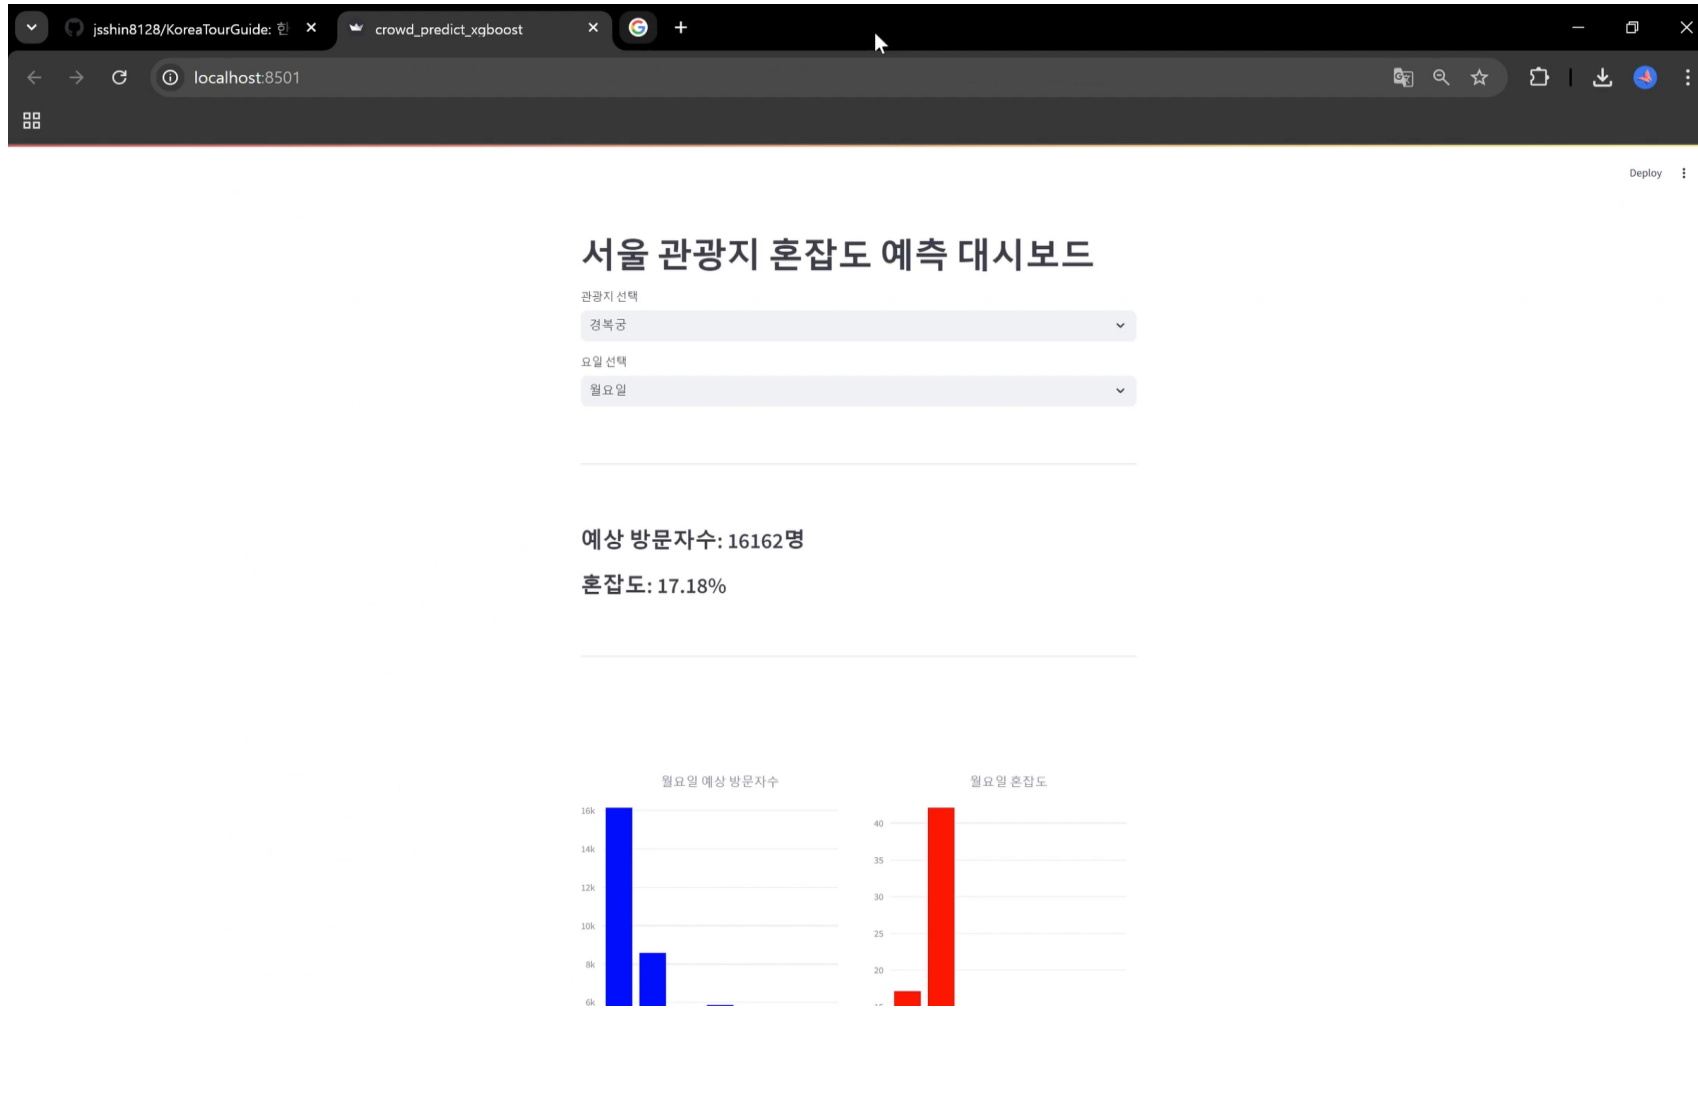 jsshin8128/KoreaTourGuide: 한
crowd_predict_xgboost
localhost:8501
Deploy
서울 관광지 혼잡도 예측 대시보드
관광지 선택
경복궁
요일 선택
월요일
예상 방문자수: 16162명
혼잡도: 17.18%
월요일 예상 방문자수
16k
14k
12k
10k
8k
6k
월요일 혼잡도
40
35
30
25
20